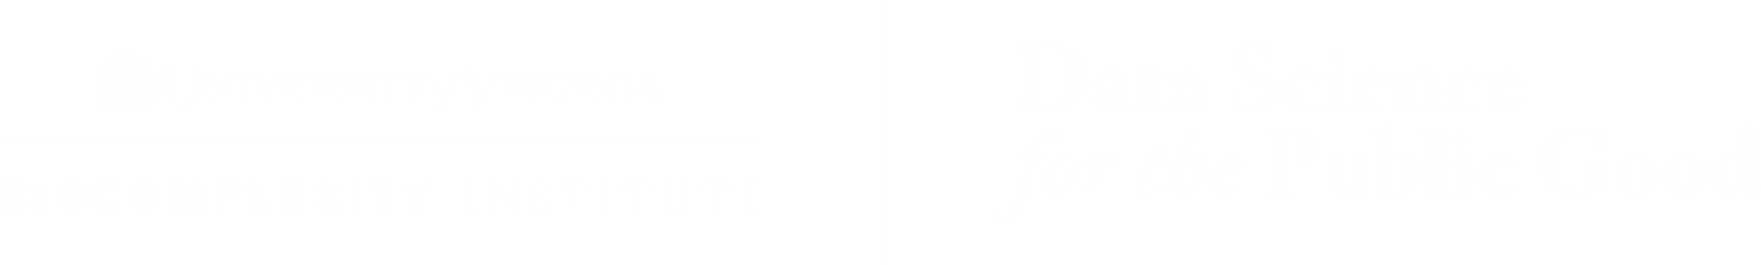 UNIVERSITY of VIRGINIA
BIOCOMPLEXITY INSTITUTE
Data Science
for the Public Good